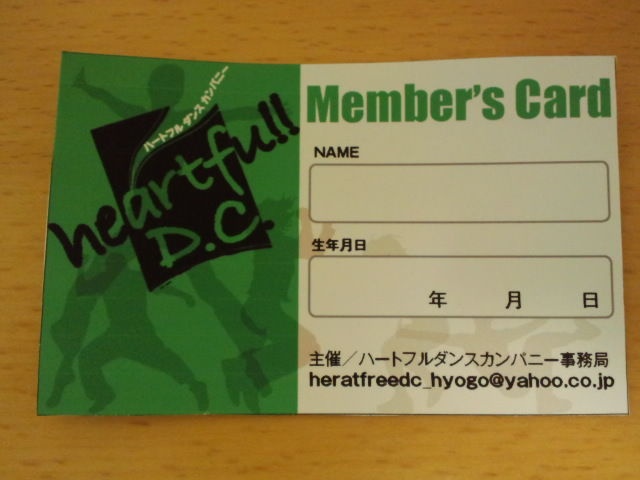 ハートフルダンスカンパニー
heartfull
D.C.
Member's Card
NAME
生年月日
年 月 日
主催／ハートフルダンスカンパニー事務局
heratfreedc_hyogo@yahoo.co.jp